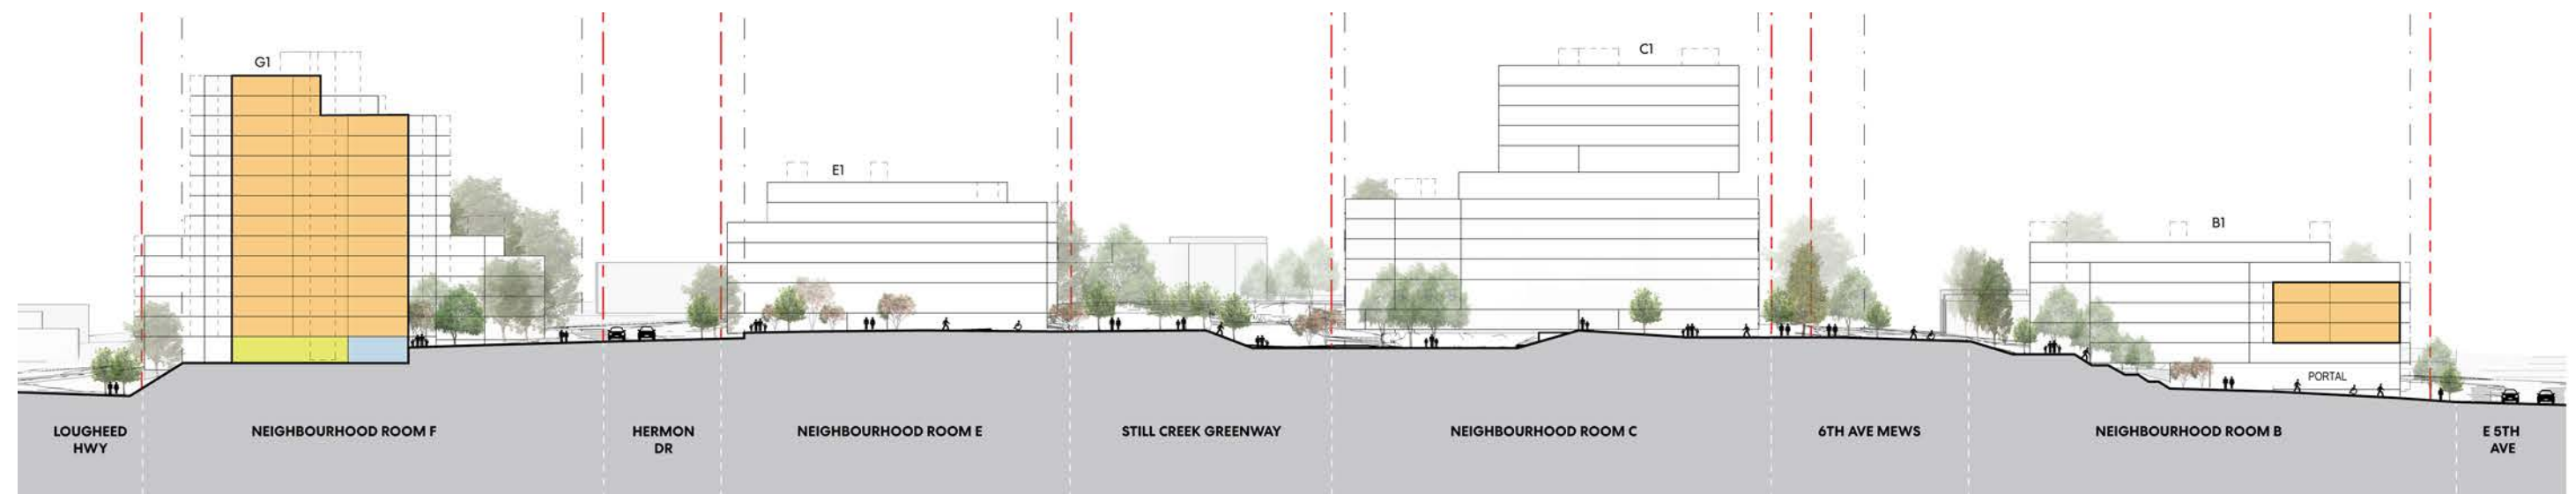 G1
E1
C1
B1
PORTAL
LOUGHEED
HWY
NEIGHBOURHOOD ROOM F
HERMON
DR
NEIGHBOURHOOD ROOM E
STILL CREEK GREENWAY
NEIGHBOURHOOD ROOM C
6TH AVE MEWS
NEIGHBOURHOOD ROOM B
E 5TH
AVE